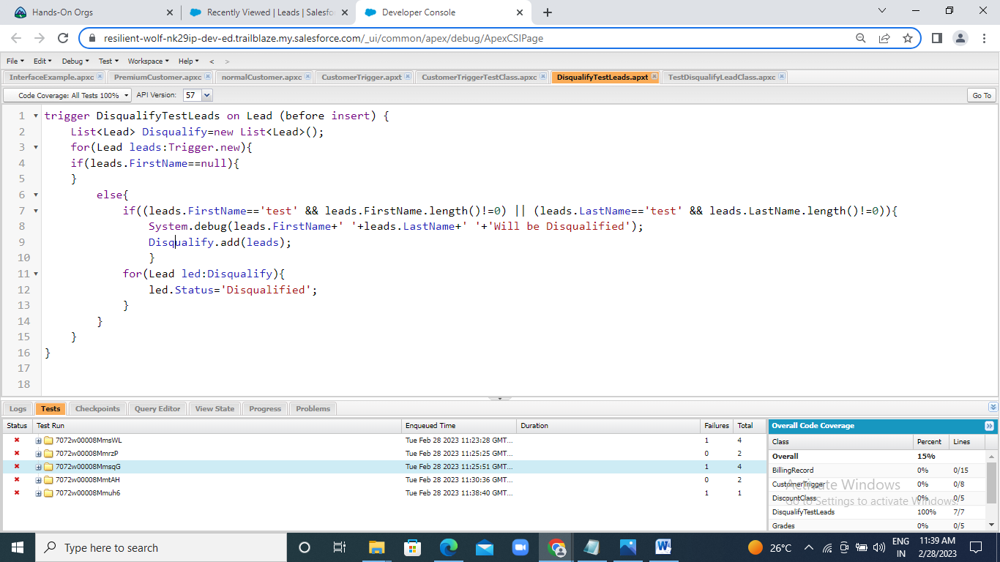 Hands-On Orgs
Recently Viewed | Leads | Salesfo
Developer Console
resilient-wolf-nk29ip-dev-ed.trailblaze.my.salesforce.com/_ui/common/apex/debug/ApexCSIPage
File Edit Debug Test Workspace Help < >
InterfaceExample.apxc PremiumCustomer.apxc normalCustomer.apxc CustomerTrigger.apxt CustomerTriggerTestClass.apxc DisqualifyTestLeads.apxt TestDisqualifyLeadClass.apxc
Code Coverage: All Tests 100% API Version: 57 Go To
1 trigger DisqualifyTestLeads on Lead (before insert) {
2 List<Lead> Disqualify=new List<Lead>();
3 for(Lead leads:Trigger.new){
4 if(leads.FirstName==null){
5 }
6 else{
7 if((leads.FirstName=='test' && leads.FirstName.length()!=0) || (leads.LastName=='test' && leads.LastName.length()!=0)){
8 System.debug(leads.FirstName+' '+leads.LastName+' '+'Will be Disqualified');
9 Disqualify.add(leads);
10 }
11 for(Lead led:Disqualify){
12 led.Status='Disqualified';
13 }
14 }
15 }
16 }
17
18
Logs Tests Checkpoints Query Editor View State Progress Problems
Status Test Run Enqueued Time Duration Failures Total
7072w00008MmsWL Tue Feb 28 2023 11:23:28 GMT... 1 4
7072w00008MmrzP Tue Feb 28 2023 11:25:25 GMT... 0 2
7072w00008MmsqG Tue Feb 28 2023 11:25:51 GMT... 1 4
7072w00008MmtAH Tue Feb 28 2023 11:30:36 GMT... 0 2
7072w00008Mmuh6 Tue Feb 28 2023 11:38:40 GMT... 1 1
Overall Code Coverage
Class Percent Lines
Overall 15%
BillingRecord 0% 0/15
CustomerTrigger 0% 0/8
DiscountClass 0% 0/5
DisqualifyTestLeads 100% 7/7
Grades 0% 0/5
Activate Windows
Go to Settings to activate Windows.
Type here to search
26°C
ENG
IN
11:39 AM
2/28/2023